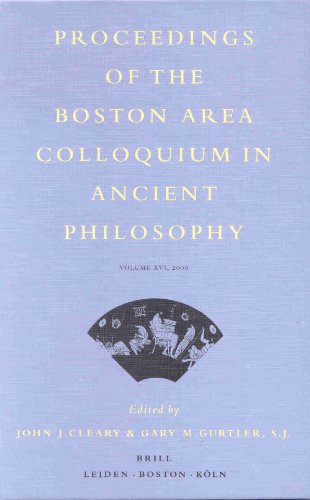 PROCEEDINGS
OF THE
BOSTON AREA
COLLOQUIUM IN
ANCIENT
PHILOSOPHY
VOLUME XVI, 2000
Edited by
JOHN J. CLEARY & GARY M. GURTLER, S.J.
BRILL
LEIDEN · BOSTON · KÖLN